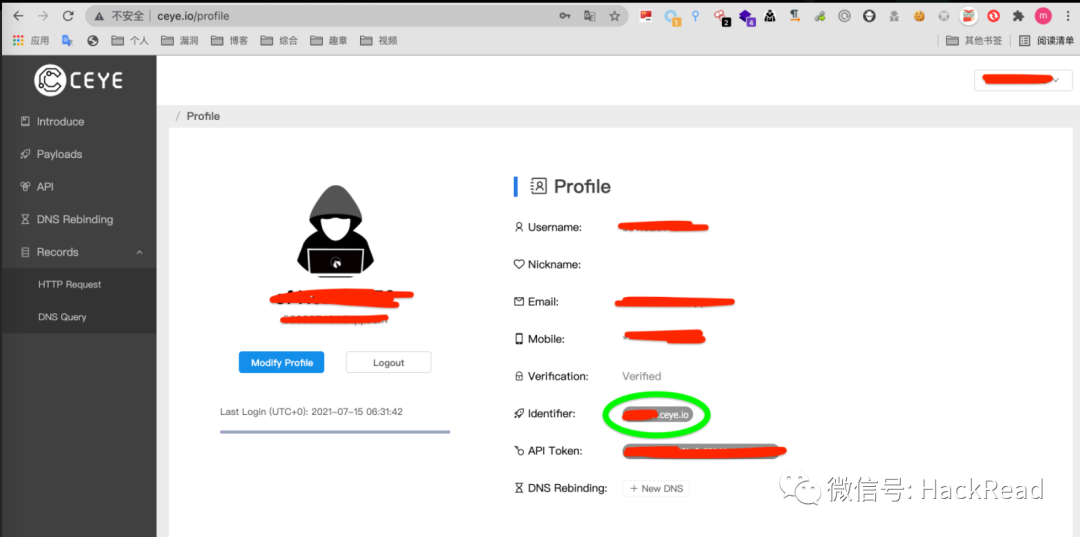 不安全 | ceye.io/profile
1 2 4 m
应用 个人 漏洞 博客 综合 趣章 视频 其他书签 阅读清单
CEYE
Introduce
Payloads
API
DNS Rebinding
Records
HTTP Request
DNS Query
/ Profile
Modify Profile Logout
Last Login (UTC+0): 2021-07-15 06:31:42
Profile
Username:
Nickname:
Email:
Mobile:
Verification: Verified
Identifier: .ceye.io
API Token:
DNS Rebinding: + New DNS
微信号: HackRead